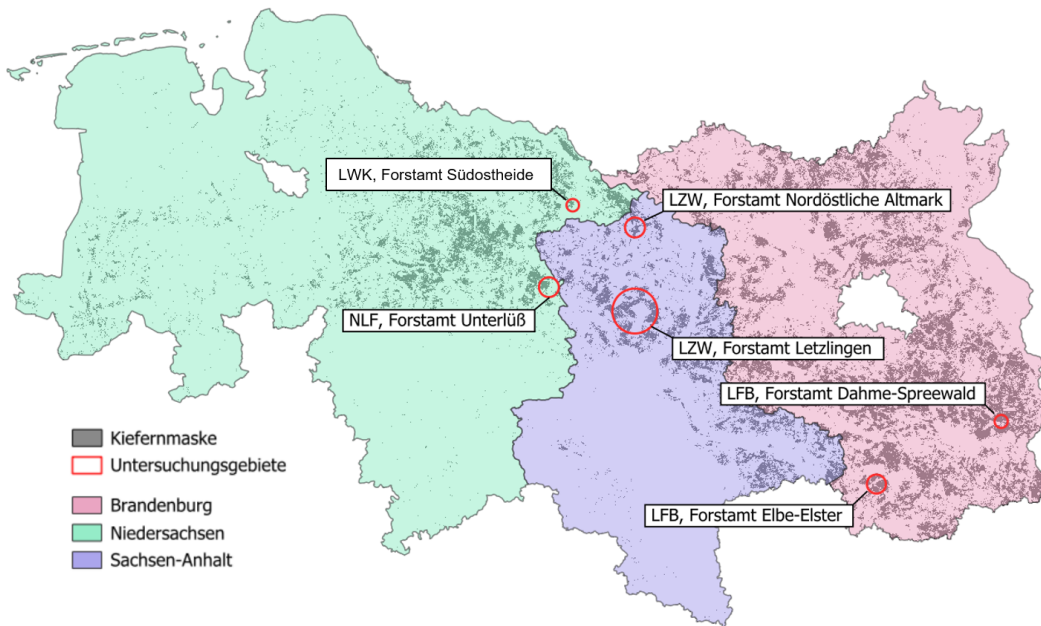 LWK, Forstamt Südostheide
LZW, Forstamt Nordöstliche Altmark
NLF, Forstamt Unterlüß
LZW, Forstamt Letzlingen
LFB, Forstamt Dahme-Spreewald
LFB, Forstamt Elbe-Elster
Kiefernmaske
Untersuchungsgebiete
Brandenburg
Niedersachsen
Sachsen-Anhalt